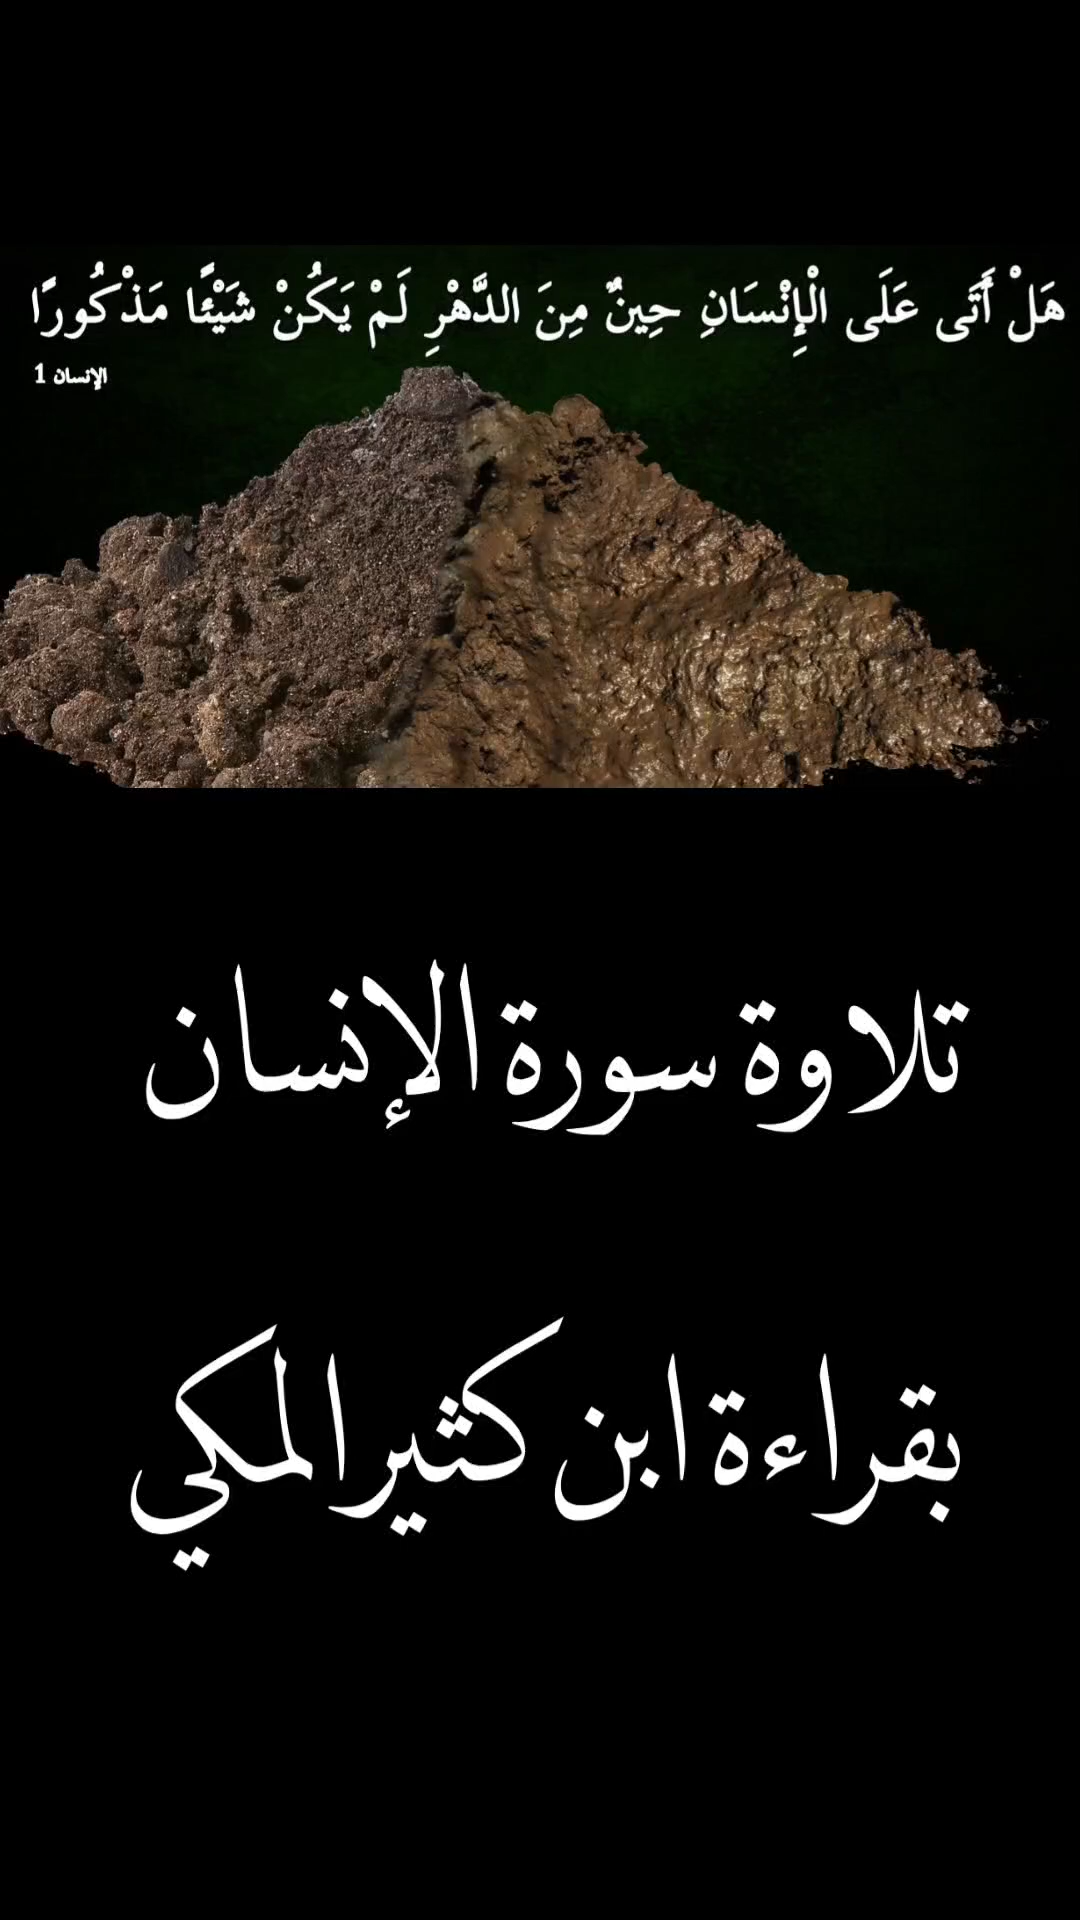 هَلْ أَتَى عَلَى الْإِنْسَانِ حِينٌ مِنَ الدَّهْرِ لَمْ يَكُنْ شَيْئًا مَذْكُورًا
الإنسان 1
تلاوة سورة الإنسان
بقراءة ابن كثير المكي